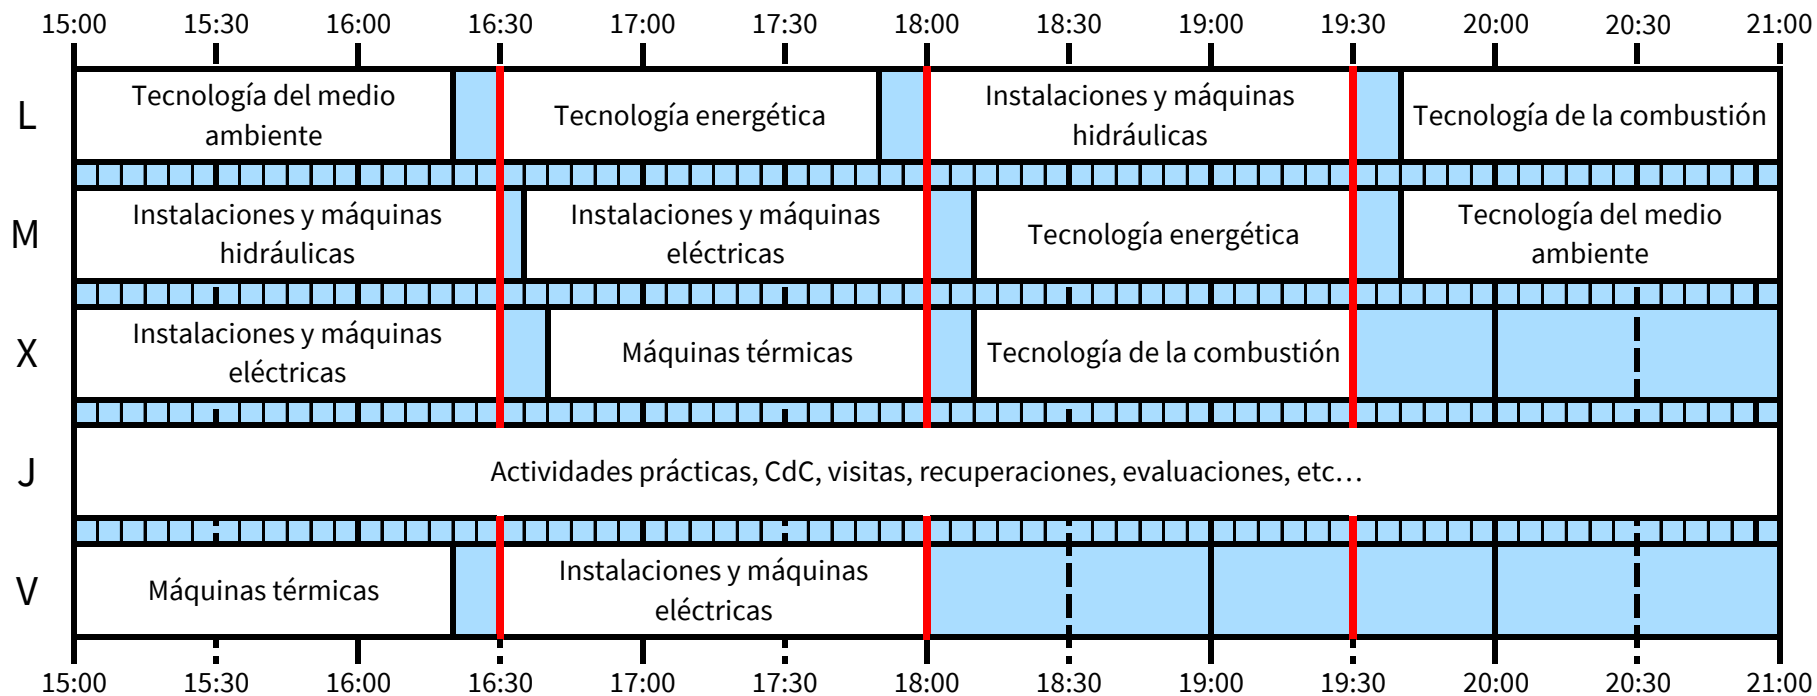 15:00 15:30 16:00 16:30 17:00 17:30 18:00 18:30 19:00 19:30 20:00 20:30 21:00
L
Tecnología del medio
ambiente
Tecnología energética
Instalaciones y máquinas
hidráulicas
Tecnología de la combustión
M
Instalaciones y máquinas
hidráulicas
Instalaciones y máquinas
eléctricas
Tecnología energética
Tecnología del medio
ambiente
X
Instalaciones y máquinas
eléctricas
Máquinas térmicas
Tecnología de la combustión
J
Actividades prácticas, CdC, visitas, recuperaciones, evaluaciones, etc…
V
Máquinas térmicas
Instalaciones y máquinas
eléctricas
15:00 15:30 16:00 16:30 17:00 17:30 18:00 18:30 19:00 19:30 20:00 20:30 21:00